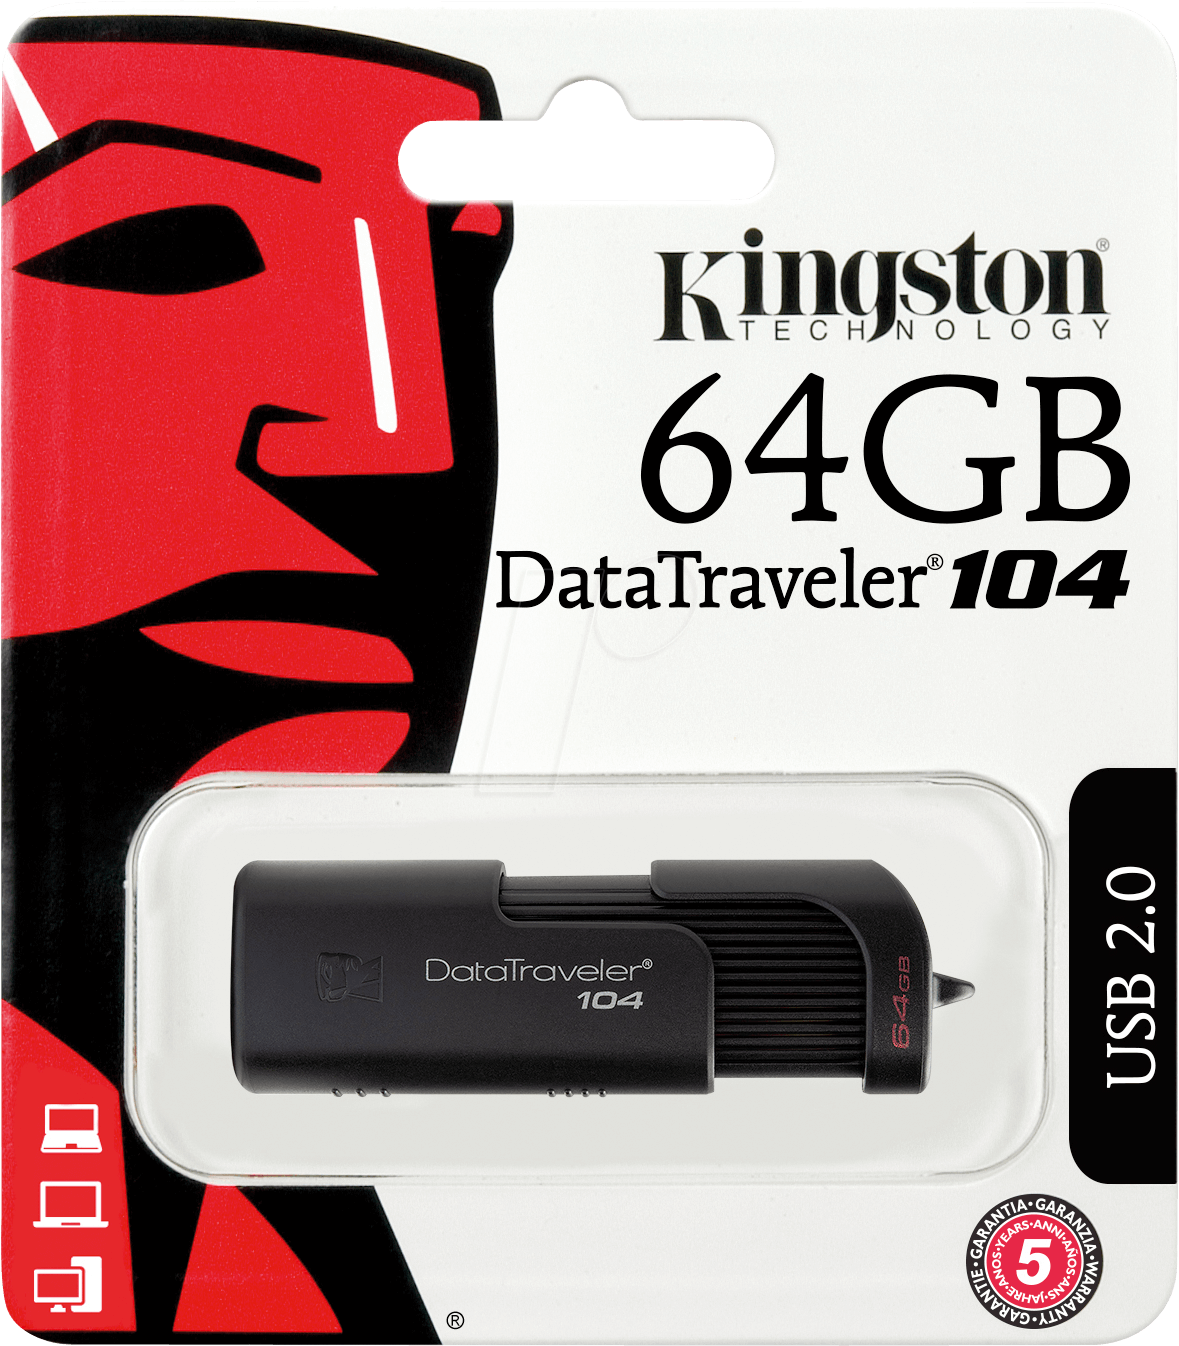 Kingston®
TECHNOLOGY
64GB
DataTraveler® 104
DataTraveler®
104
64GB
USB 2.0
GARANTIA · GARANZIA · WARRANTY · GARANTIE ·
YEARS · ANNI · AÑOS · ANS · JAHRE · ANOS ·
5
®